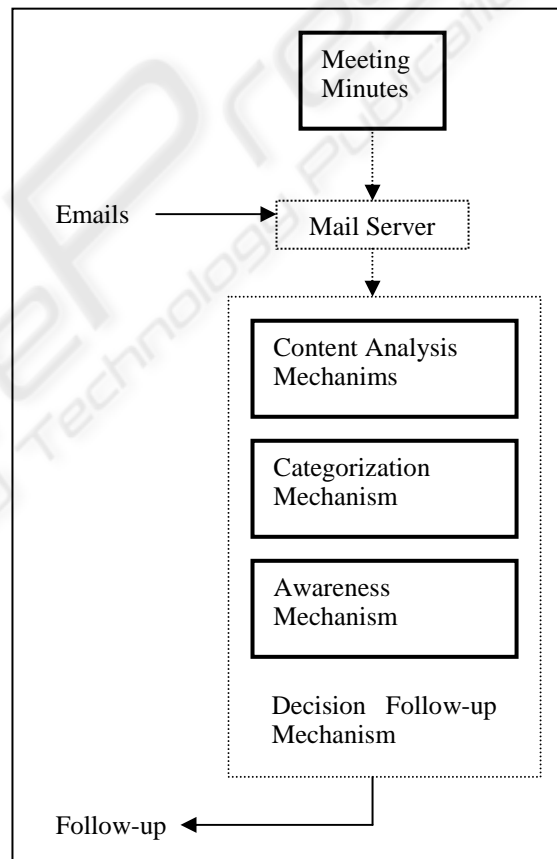 Meeting
Minutes
Emails
Mail Server
Content Analysis
Mechanims
Categorization
Mechanism
Awareness
Mechanism
Decision Follow-up
Mechanism
Follow-up